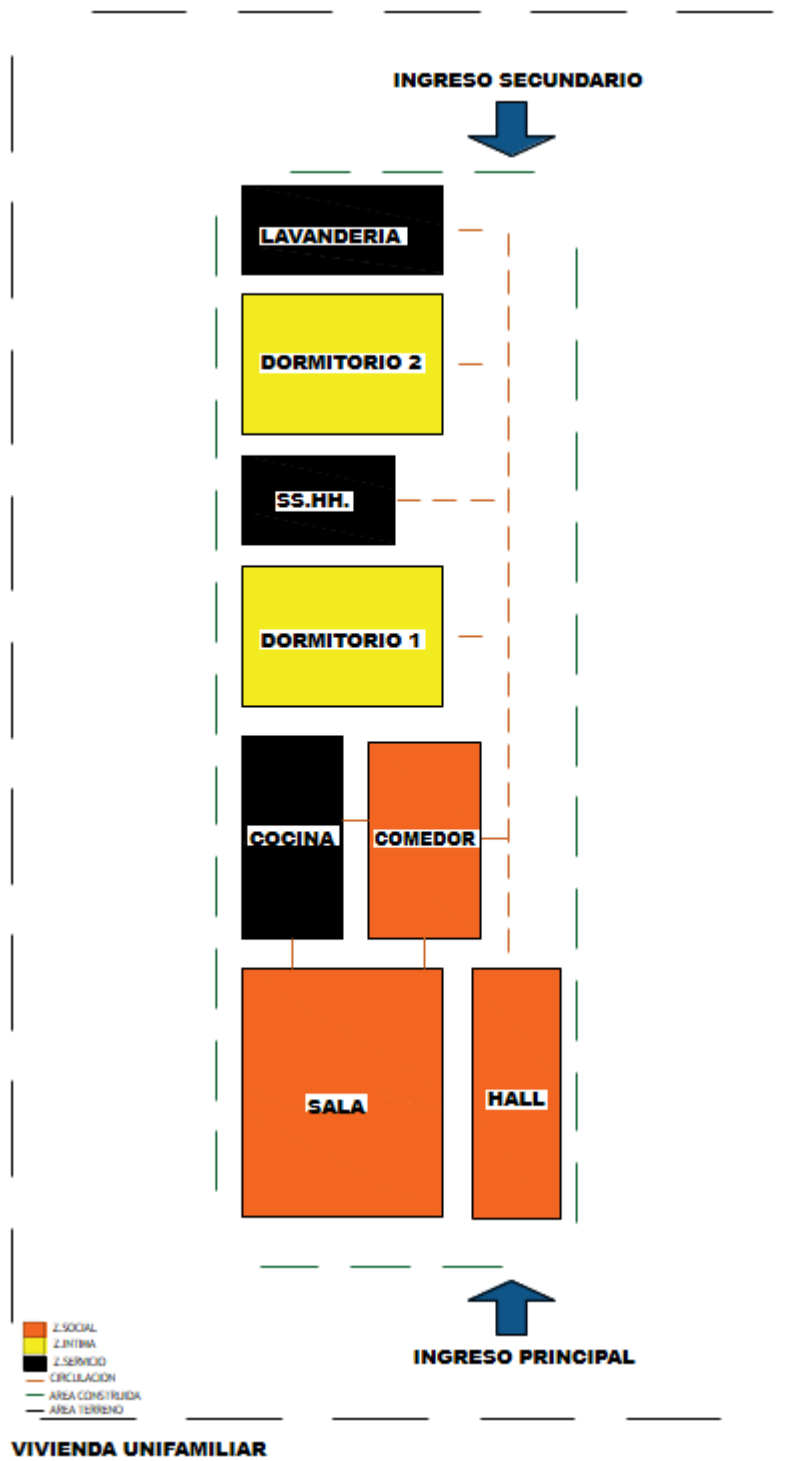 INGRESO SECUNDARIO
LAVANDERIA
DORMITORIO 2
SS.HH.
DORMITORIO 1
COCINA
COMEDOR
SALA
HALL
INGRESO PRINCIPAL
Z.SOCIAL
Z.INTIMA
Z.SERVICIO
CIRCULACION
AREA CONSTRUIDA
AREA TERRENO
VIVIENDA UNIFAMILIAR